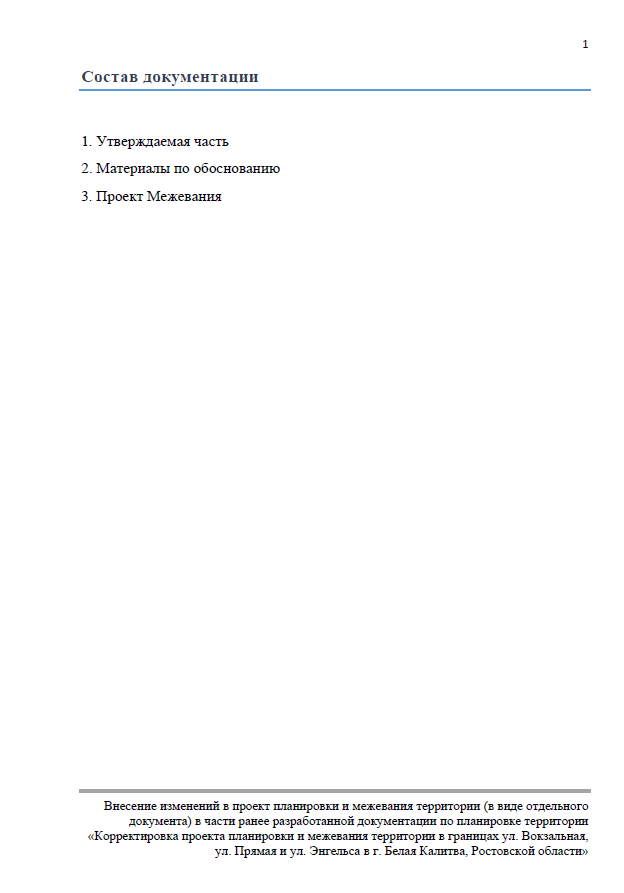 1
Состав документации
1. Утверждаемая часть
2. Материалы по обоснованию
3. Проект Межевания
Внесение изменений в проект планировки и межевания территории (в виде отдельного
документа) в части ранее разработанной документации по планировке территории
«Корректировка проекта планировки и межевания территории в границах ул. Вокзальная,
ул. Прямая и ул. Энгельса в г. Белая Калитва, Ростовской области»